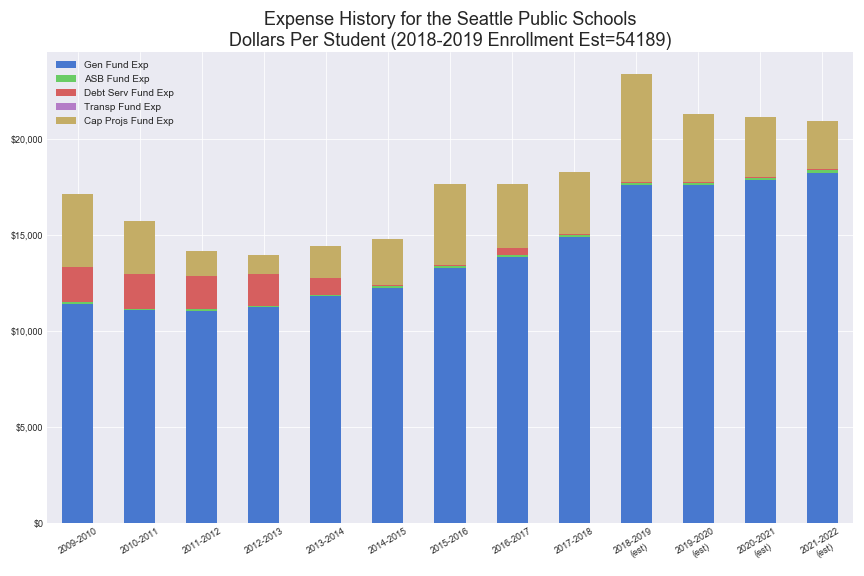 Expense History for the Seattle Public Schools
Dollars Per Student (2018-2019 Enrollment Est=54189)
Gen Fund Exp
ASB Fund Exp
Debt Serv Fund Exp
Transp Fund Exp
Cap Projs Fund Exp
$20,000
$15,000
$10,000
$5,000
$0
2009-2010
2010-2011
2011-2012
2012-2013
2013-2014
2014-2015
2015-2016
2016-2017
2017-2018
2018-2019
(est)
2019-2020
(est)
2020-2021
(est)
2021-2022
(est)